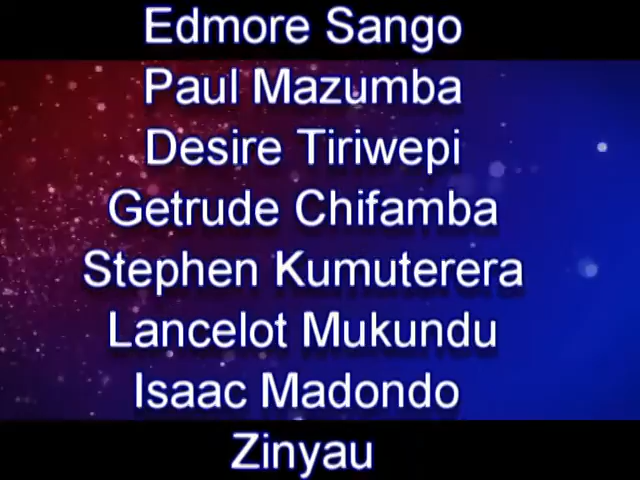 Edmore Sango
Paul Mazumba
Desire Tiriwepi
Getrude Chifamba
Stephen Kumuterera
Lancelot Mukundu
Isaac Madondo
Zinyau